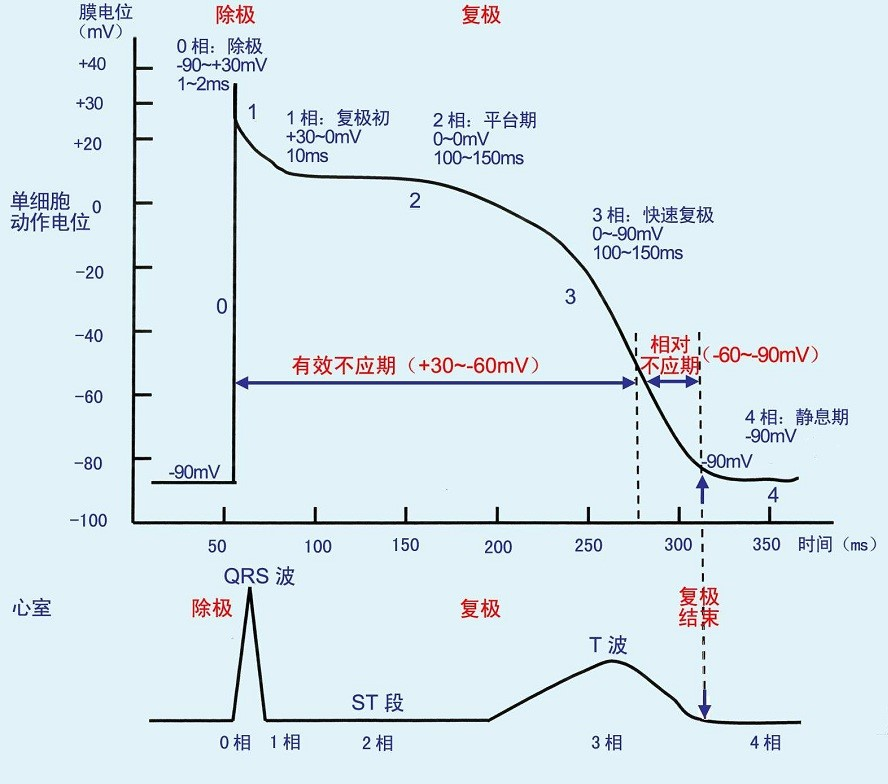 膜电位
（mV）
除极
复极
0 相：除极
-90~+30mV
1~2ms
+40
+30
+20
0
−20
−40
−60
−80
−100
单细胞
动作电位
1
1 相：复极初
+30~0mV
10ms
2 相：平台期
0~0mV
100~150ms
2
3 相：快速复极
0~-90mV
100~150ms
3
0
有效不应期（+30~-60mV）
相对
不应期
（-60~-90mV）
4 相：静息期
-90mV
-90mV
-90mV
4
50
100
150
200
250
300
350
时间（ms）
QRS 波
心室
除极
复极
复极
结束
T 波
ST 段
0 相
1 相
2 相
3 相
4 相